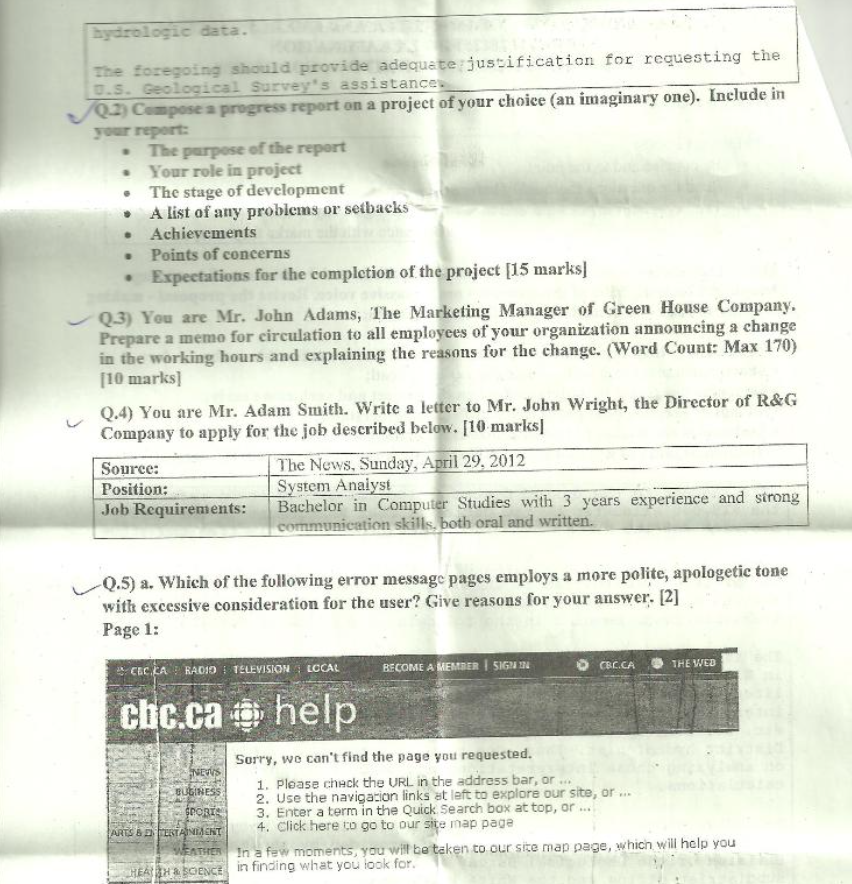 hydrologic data.
The foregoing should provide adequate justification for requesting the
U.S. Geological Survey's assistance.
Q.2) Compose a progress report on a project of your choice (an imaginary one). Include in
your report:
• The purpose of the report
• Your role in project
• The stage of development
• A list of any problems or setbacks
• Achievements
• Points of concerns
• Expectations for the completion of the project [15 marks]
Q.3) You are Mr. John Adams, The Marketing Manager of Green House Company.
Prepare a memo for circulation to all employees of your organization announcing a change
in the working hours and explaining the reasons for the change. (Word Count: Max 170)
[10 marks]
Q.4) You are Mr. Adam Smith. Write a letter to Mr. John Wright, the Director of R&G
Company to apply for the job described below. [10 marks]
Source: The News, Sunday, April 29, 2012
Position: System Analyst
Job Requirements: Bachelor in Computer Studies with 3 years experience and strong
communication skills, both oral and written.
Q.5) a. Which of the following error message pages employs a more polite, apologetic tone
with excessive consideration for the user? Give reasons for your answer. [2]
Page 1:
CBC.CA RADIO TELEVISION LOCAL BECOME A MEMBER SIGN IN CBC.CA THE WEB
cbc.ca help
Sorry, we can't find the page you requested.
NEWS
1. Please check the URL in the address bar, or ...
BUSINESS
2. Use the navigation links at left to explore our site, or ...
SPORTS
3. Enter a term in the Quick Search box at top, or ...
ARTS & ENTERTAINMENT
4. Click here to go to our site map page
WEATHER
In a few moments, you will be taken to our site map page, which will help you
HEALTH & SCIENCE
in finding what you look for.